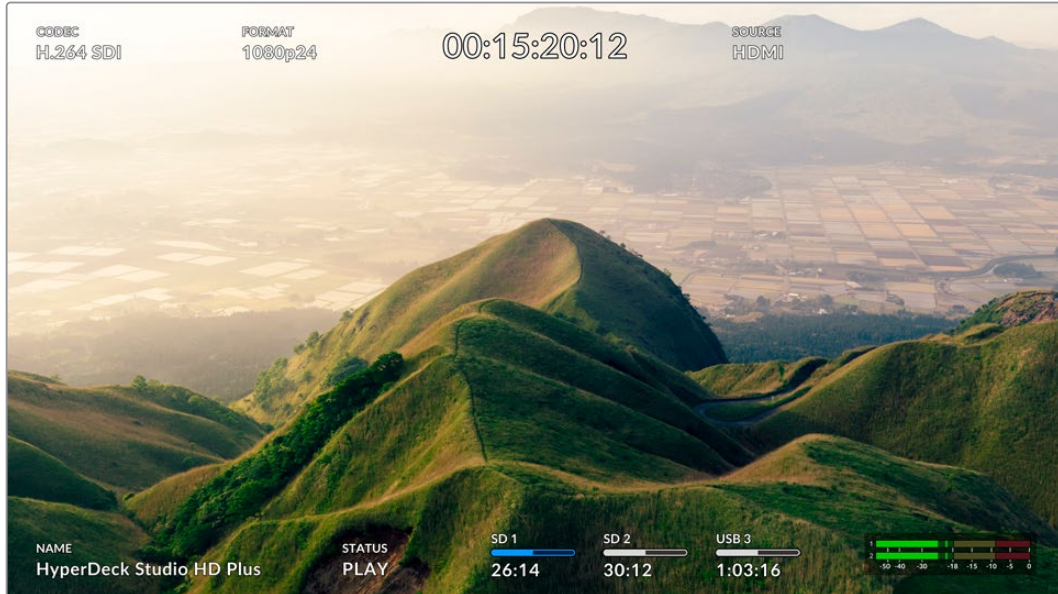 CODEC
H.264 SDI
FORMAT
1080p24
00:15:20:12
SOURCE
HDMI
NAME
HyperDeck Studio HD Plus
STATUS
PLAY
SD 1
26:14
SD 2
30:12
USB 3
1:03:16
1
2
-50 -40 -30 -18 -15 -10 -5 0